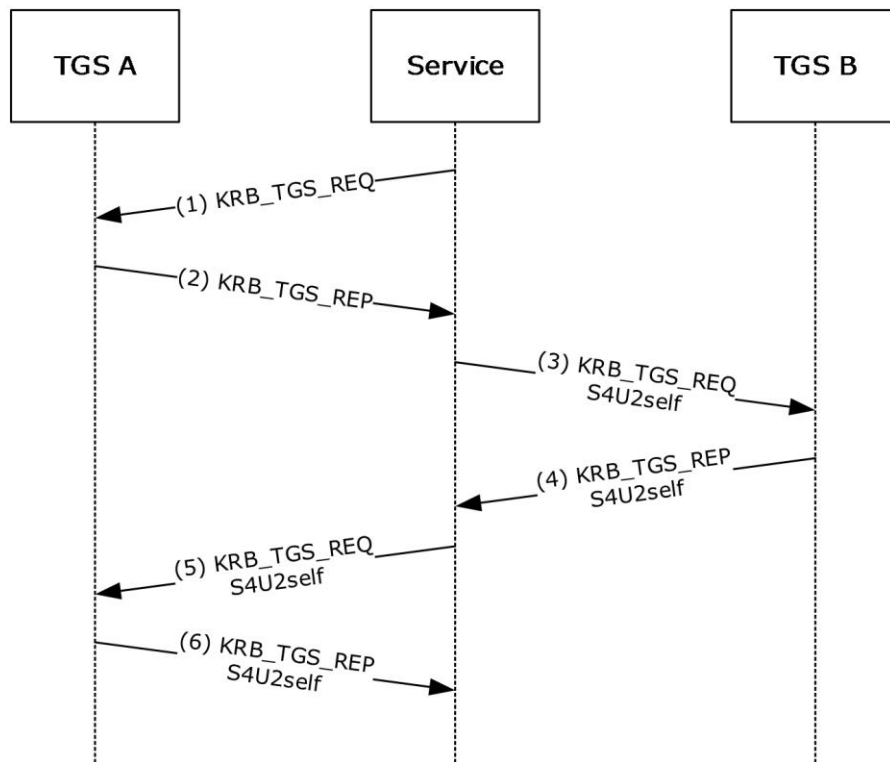 TGS A
Service
TGS B
(1) KRB_TGS_REQ
(2) KRB_TGS_REP
(3) KRB_TGS_REQ
S4U2self
(4) KRB_TGS_REP
S4U2self
(5) KRB_TGS_REQ
S4U2self
(6) KRB_TGS_REP
S4U2self